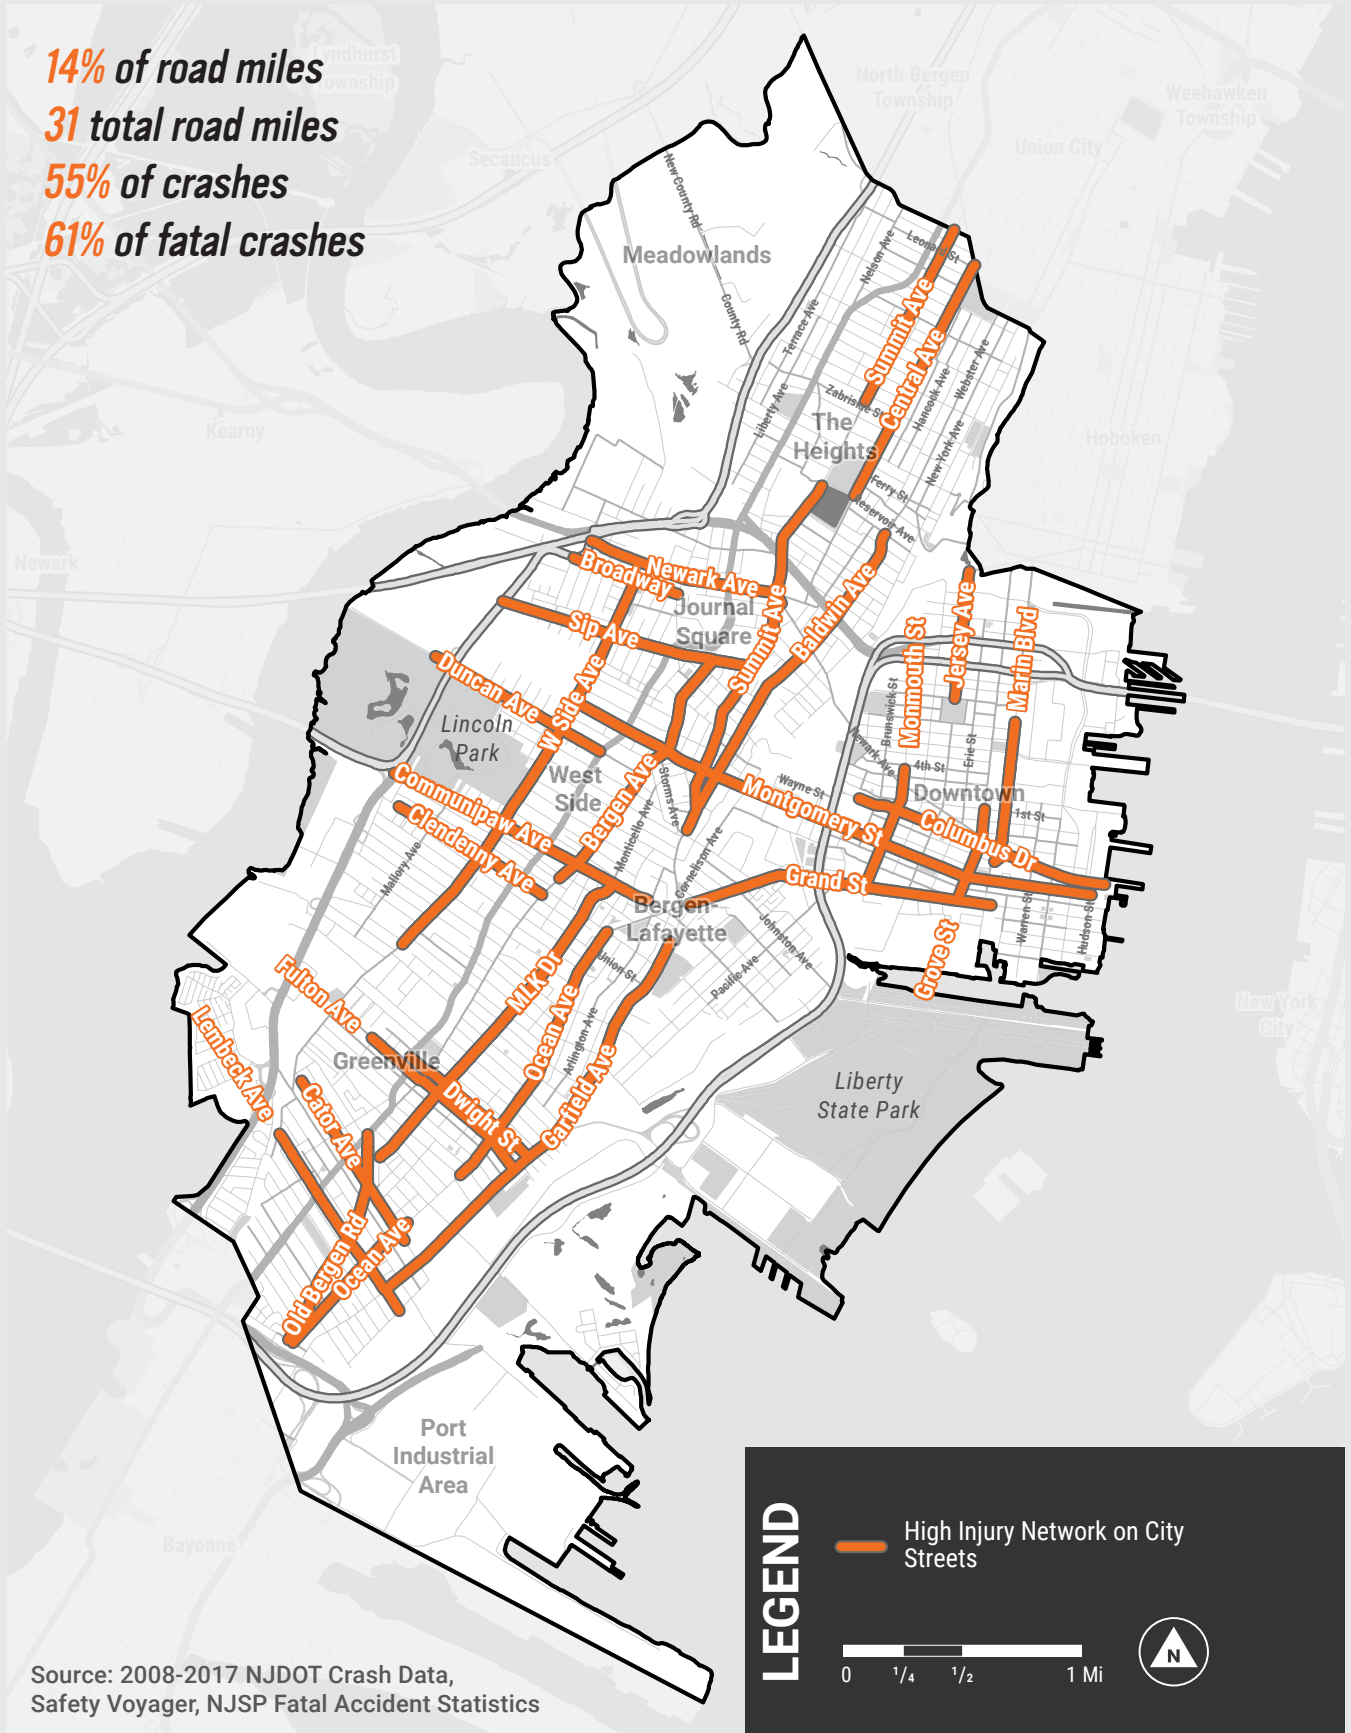 14% of road miles
31 total road miles
55% of crashes
61% of fatal crashes
Lyndhurst
Township
North Bergen
Township
Weehawken
Township
Union City
Secaucus
New County Rd
Meadowlands
County Rd
Nelson Ave
Leonard St
Terrace Ave
Summit Ave
Central Ave
Liberty Ave
Zabriskie St
Hancock Ave
Webster Ave
The
Heights
New York Ave
Kearny
Hoboken
Ferry St
Reservoir Ave
Newark
Broadway
Newark Ave
Journal
Square
Sip Ave
Summit Ave
Baldwin Ave
Monmouth St
Jersey Ave
Marin Blvd
Duncan Ave
W Side Ave
Lincoln
Park
Brunswick St
Newark Ave
Erie St
4th St
Downtown
1st St
West
Side
Bergen Ave
Storms Ave
Wayne St
Montgomery St
Columbus Dr
Communipaw Ave
Clendenny Ave
Mallory Ave
Monticello Ave
Cornelison Ave
Grand St
Bergen-
Lafayette
Johnston Ave
Warren St
Hudson St
Grove St
Fulton Ave
MLK Dr
Union St
Pacific Ave
Lembeck Ave
Ocean Ave
Arlington Ave
New York
City
Greenville
Cator Ave
Dwight St
Garfield Ave
Liberty
State Park
Old Bergen Rd
Ocean Ave
Port
Industrial
Area
Bayonne
LEGEND
High Injury Network on City
Streets
0 1/4 1/2 1 Mi
N
Source: 2008-2017 NJDOT Crash Data,
Safety Voyager, NJSP Fatal Accident Statistics